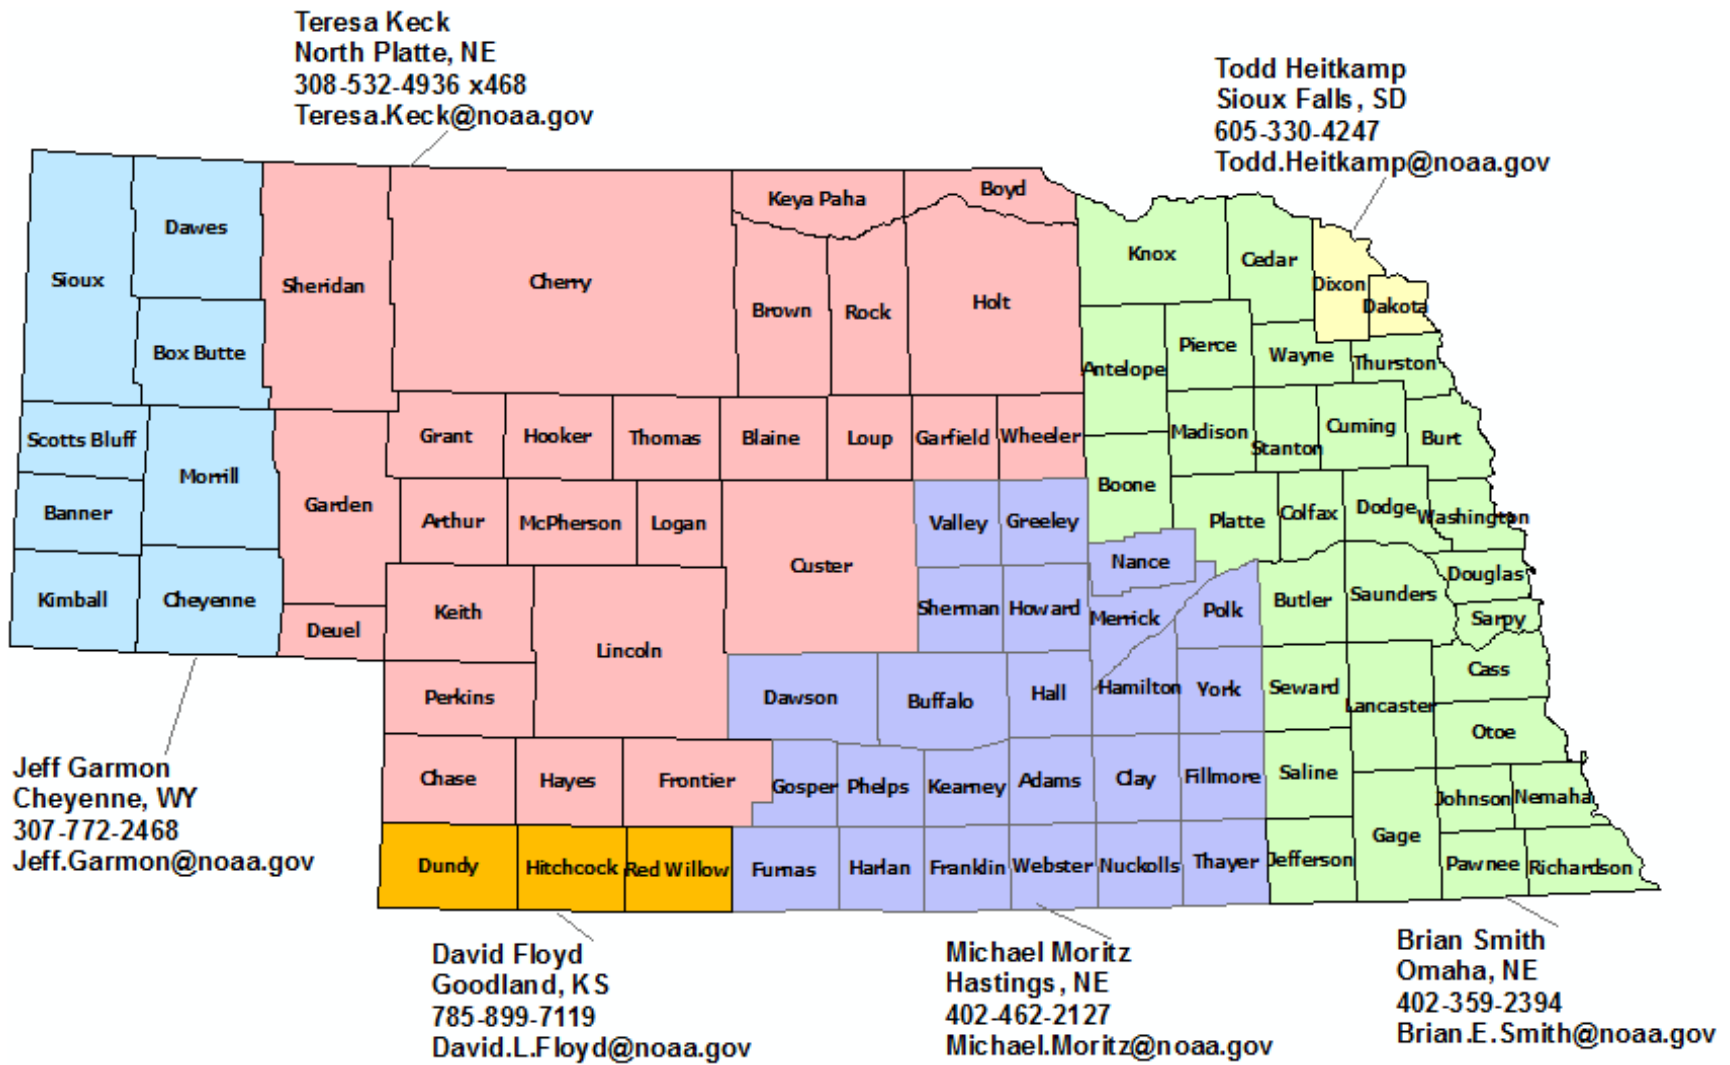 Teresa Keck
North Platte, NE
308-532-4936 x468
Teresa.Keck@noaa.gov
Todd Heitkamp
Sioux Falls, SD
605-330-4247
Todd.Heitkamp@noaa.gov
Sioux
Dawes
Box Butte
Sheridan
Cherry
Keya Paha
Boyd
Brown
Rock
Holt
Knox
Cedar
Dixon
Dakota
Antelope
Pierce
Wayne
Thurston
Scotts Bluff
Morrill
Banner
Kimball
Cheyenne
Garden
Deuel
Grant
Hooker
Thomas
Blaine
Loup
Garfield
Wheeler
Arthur
McPherson
Logan
Custer
Valley
Greeley
Boone
Madison
Stanton
Cuming
Burt
Platte
Colfax
Dodge
Washington
Nance
Keith
Lincoln
Sherman
Howard
Merrick
Polk
Butler
Saunders
Douglas
Sarpy
Perkins
Dawson
Buffalo
Hall
Hamilton
York
Seward
Lancaster
Cass
Otoe
Chase
Hayes
Frontier
Gosper
Phelps
Kearney
Adams
Clay
Fillmore
Saline
Johnson
Nemaha
Dundy
Hitchcock
Red Willow
Furnas
Harlan
Franklin
Webster
Nuckolls
Thayer
Jefferson
Gage
Pawnee
Richardson
Jeff Garmon
Cheyenne, WY
307-772-2468
Jeff.Garmon@noaa.gov
David Floyd
Goodland, KS
785-899-7119
David.L.Floyd@noaa.gov
Michael Moritz
Hastings, NE
402-462-2127
Michael.Moritz@noaa.gov
Brian Smith
Omaha, NE
402-359-2394
Brian.E.Smith@noaa.gov